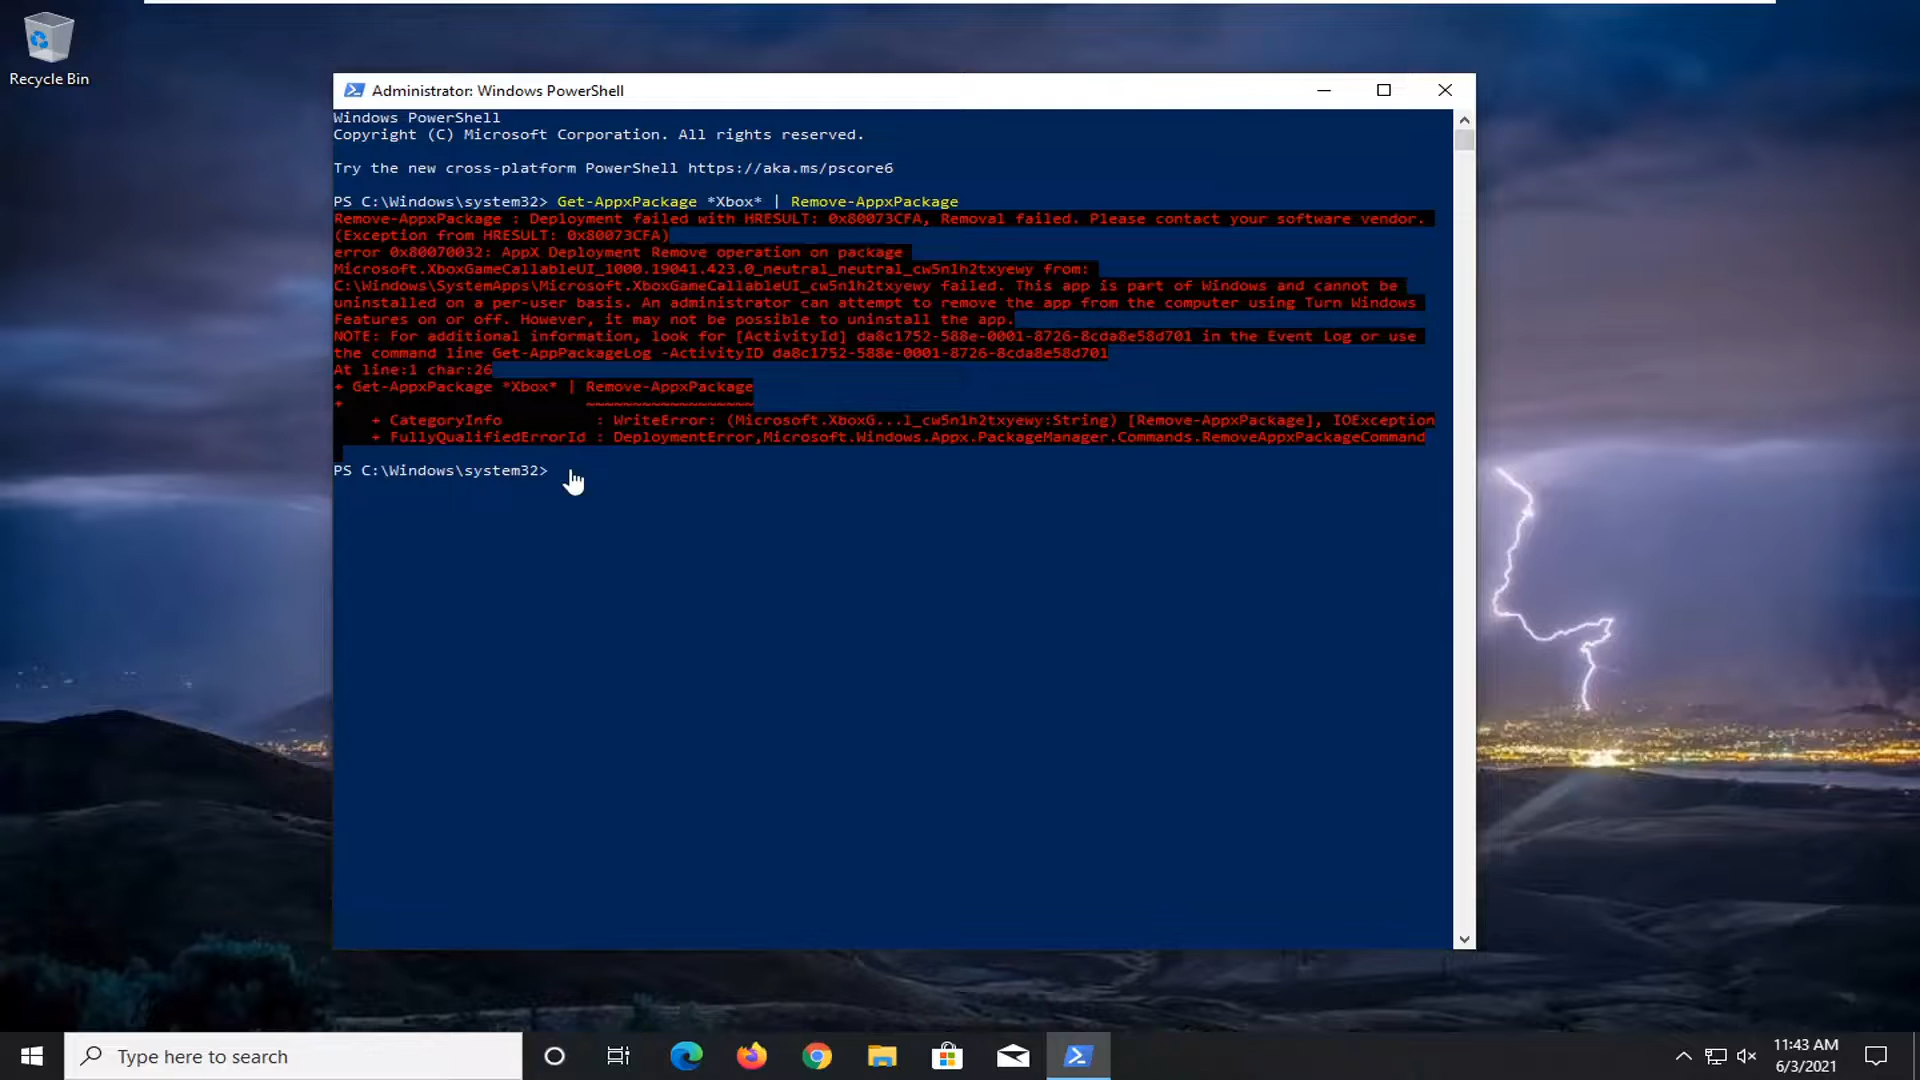 Recycle Bin
Administrator: Windows PowerShell
Windows PowerShell
Copyright (C) Microsoft Corporation. All rights reserved.
Try the new cross-platform PowerShell https://aka.ms/pscore6
PS C:\Windows\system32> Get-AppxPackage *Xbox* | Remove-AppxPackage
Remove-AppxPackage : Deployment failed with HRESULT: 0x80073CFA, Removal failed. Please contact your software vendor.
(Exception from HRESULT: 0x80073CFA)
error 0x80070032: AppX Deployment Remove operation on package
Microsoft.XboxGameCallableUI_1000.19041.423.0_neutral_neutral_cw5n1h2txyewy from:
C:\Windows\SystemApps\Microsoft.XboxGameCallableUI_cw5n1h2txyewy failed. This app is part of Windows and cannot be
uninstalled on a per-user basis. An administrator can attempt to remove the app from the computer using Turn Windows
Features on or off. However, it may not be possible to uninstall the app.
NOTE: For additional information, look for [ActivityId] da8c1752-588e-0001-8726-8cda8e58d701 in the Event Log or use
the command line Get-AppPackageLog -ActivityID da8c1752-588e-0001-8726-8cda8e58d701
At line:1 char:26
+ Get-AppxPackage *Xbox* | Remove-AppxPackage
+                          ~~~~~~~~~~~~~~~~~~
    + CategoryInfo          : WriteError: (Microsoft.XboxG...l_cw5n1h2txyewy:String) [Remove-AppxPackage], IOException
    + FullyQualifiedErrorId : DeploymentError,Microsoft.Windows.Appx.PackageManager.Commands.RemoveAppxPackageCommand
PS C:\Windows\system32>
Type here to search
11:43 AM
6/3/2021